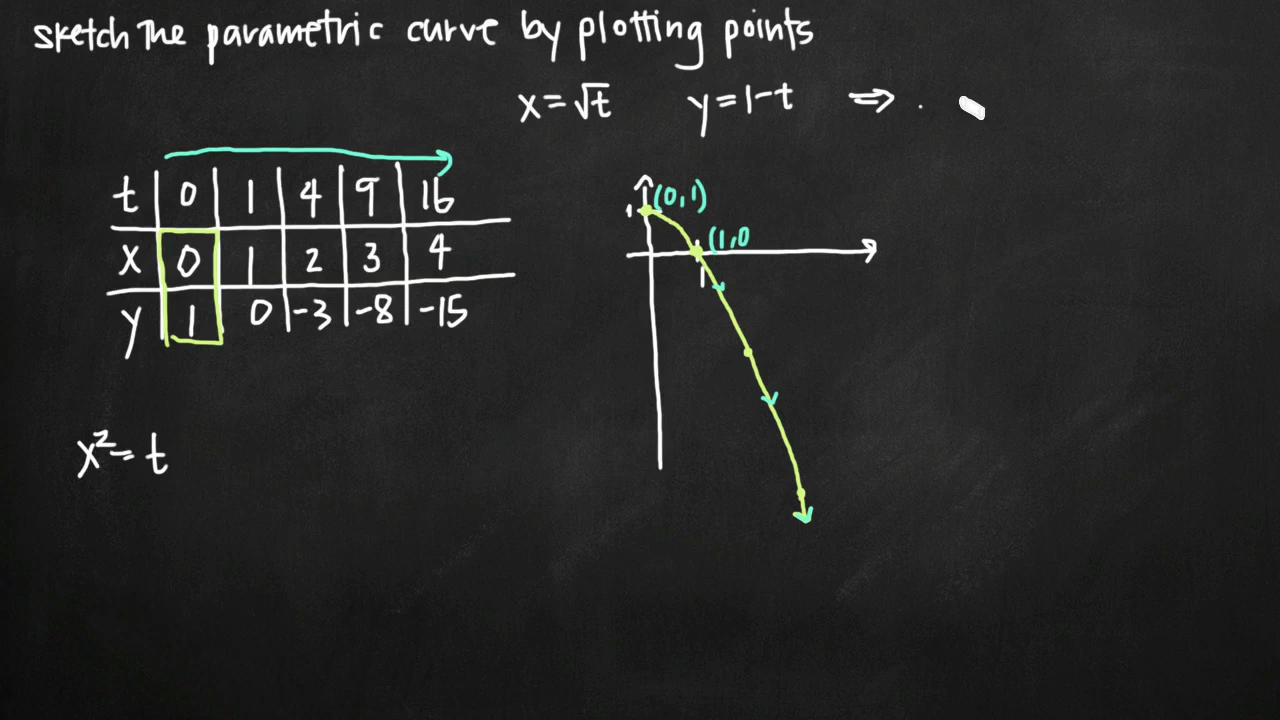 sketch the parametric curve by plotting points
x=√t y=1-t ⇒ .
t 0 1 4 9 16
x 0 1 2 3 4
y 1 0 -3 -8 -15
(0,1)
1
(1,0
1
x²=t